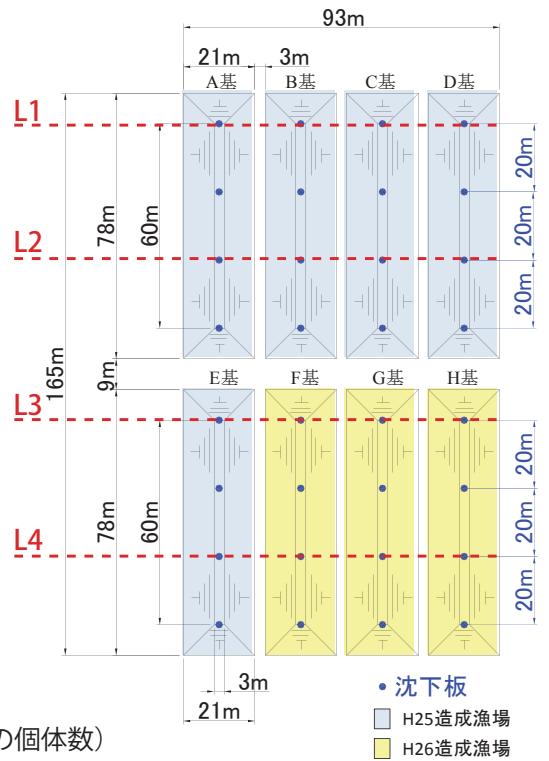 93m
21m
3m
A基
B基
C基
D基
L1
20m
78m
60m
20m
L2
20m
165m
9m
E基
F基
G基
H基
L3
20m
78m
60m
20m
L4
20m
3m
21m
沈下板
H25造成漁場
H26造成漁場
の個体数）